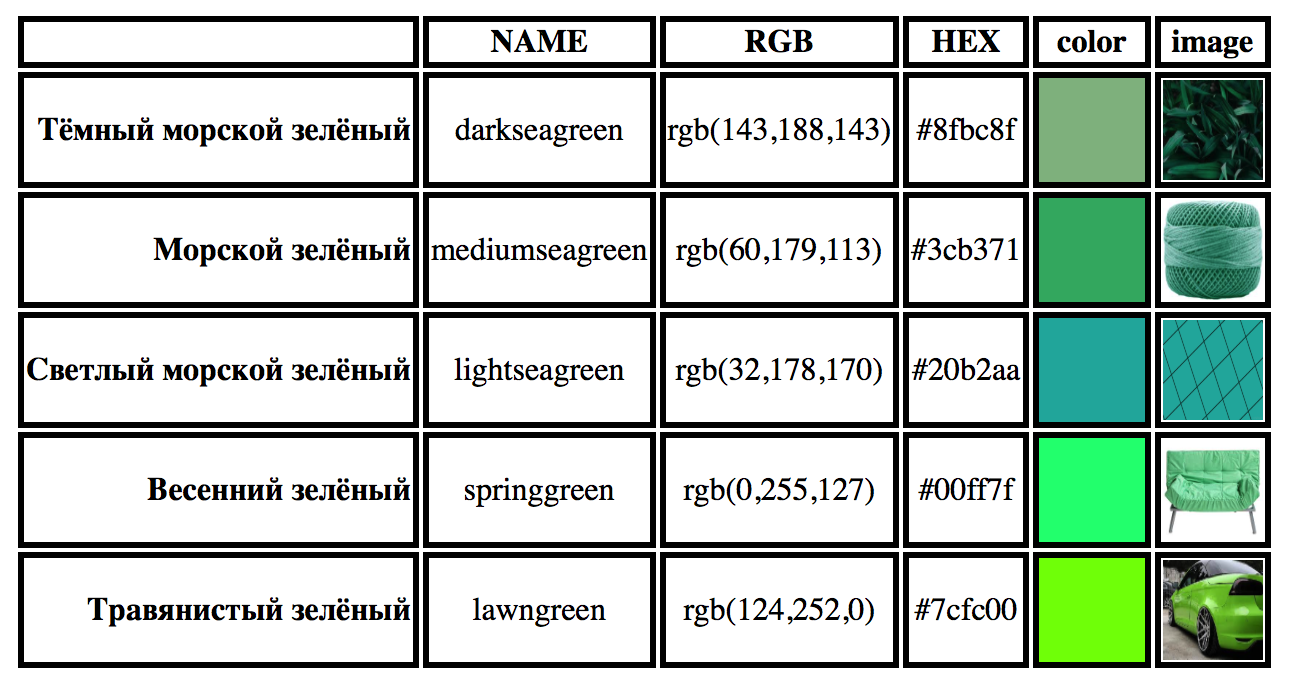 NAME RGB HEX color image
Тёмный морской зелёный darkseagreen rgb(143,188,143) #8fbc8f
Морской зелёный mediumseagreen rgb(60,179,113) #3cb371
Светлый морской зелёный lightseagreen rgb(32,178,170) #20b2aa
Весенний зелёный springgreen rgb(0,255,127) #00ff7f
Травянистый зелёный lawngreen rgb(124,252,0) #7cfc00